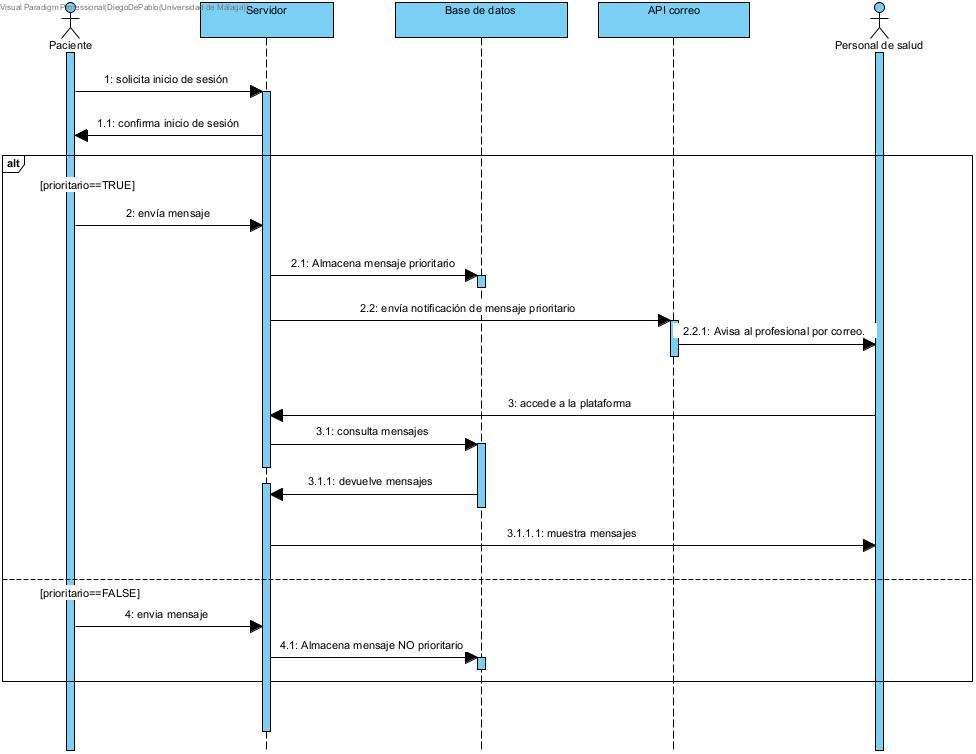 Visual Paradigm Professional(DiegoDePablo(Universidad de Málaga))
Servidor
Base de datos
API correo
Paciente
Personal de salud
1: solicita inicio de sesión
1.1: confirma inicio de sesión
alt
[prioritario==TRUE]
2: envía mensaje
2.1: Almacena mensaje prioritario
2.2: envía notificación de mensaje prioritario
2.2.1: Avisa al profesional por correo.
3: accede a la plataforma
3.1: consulta mensajes
3.1.1: devuelve mensajes
3.1.1.1: muestra mensajes
[prioritario==FALSE]
4: envia mensaje
4.1: Almacena mensaje NO prioritario